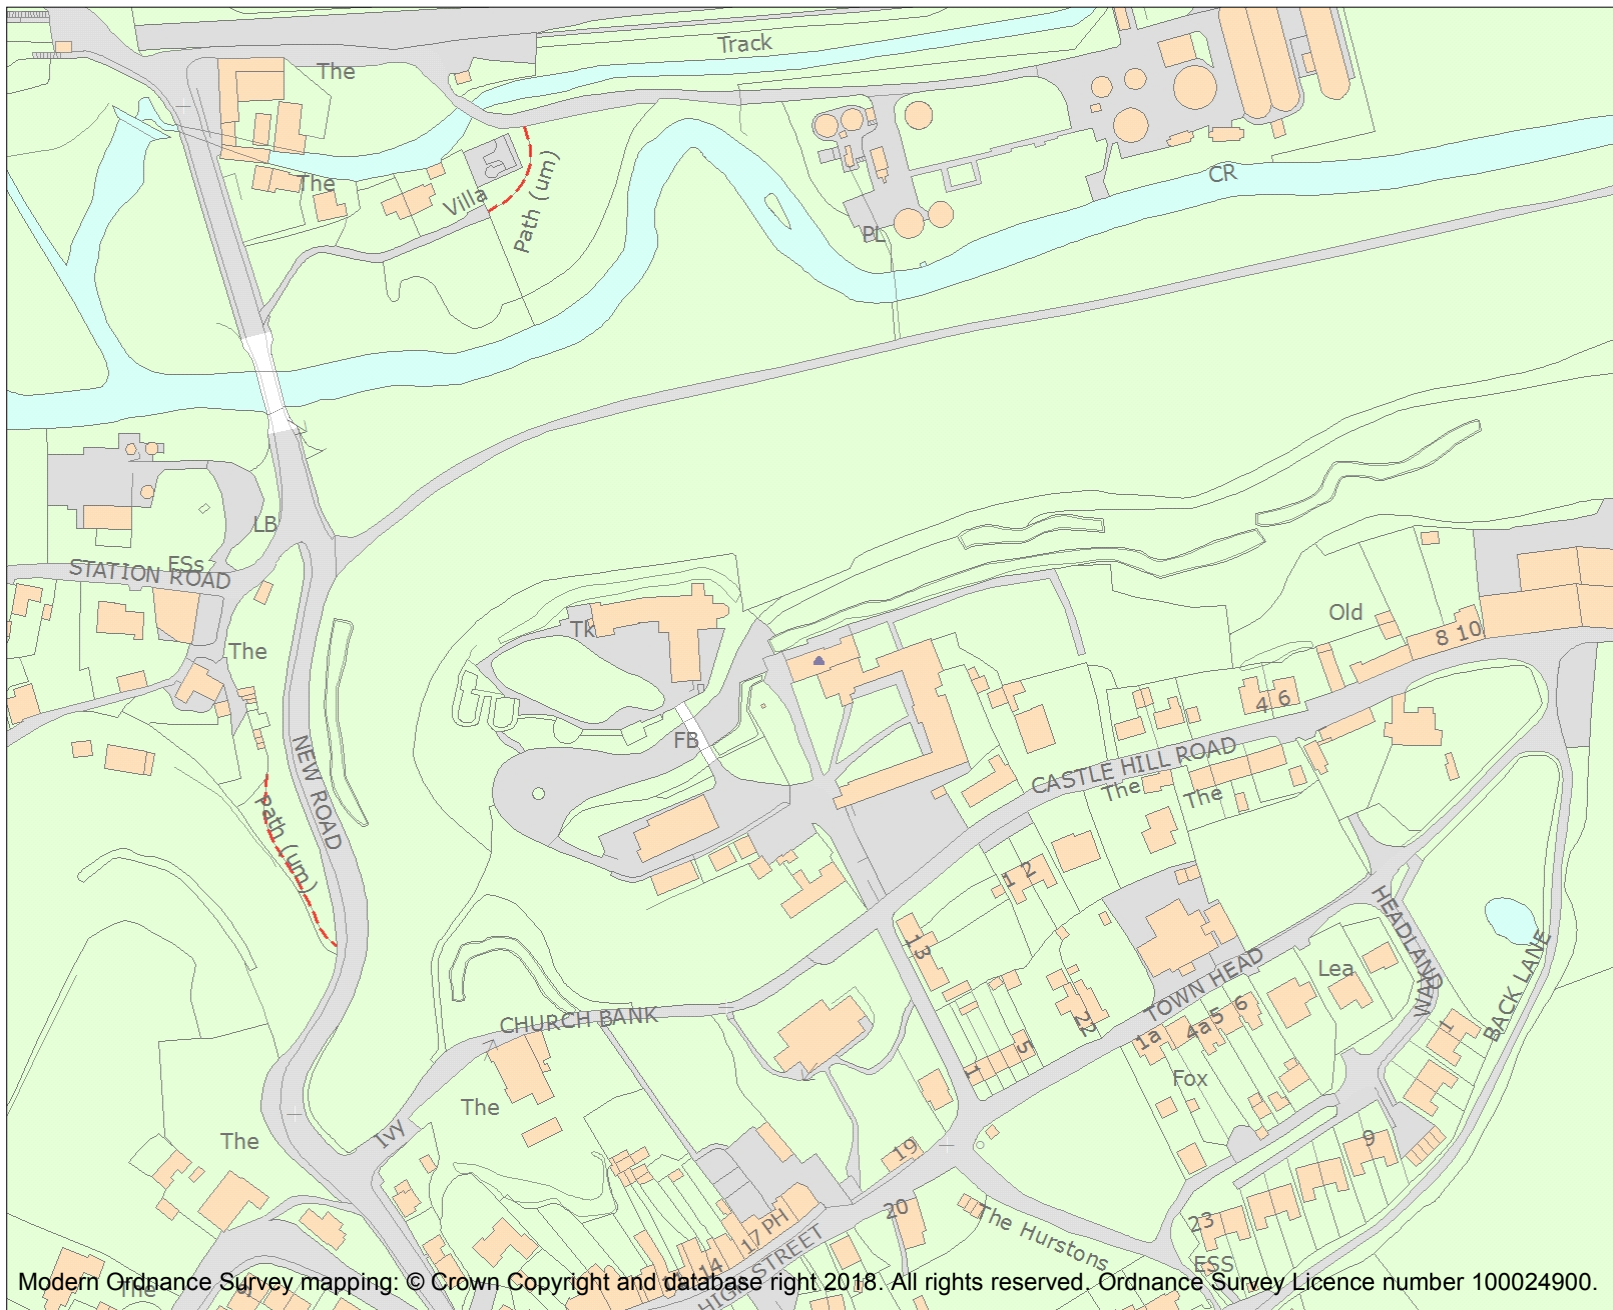 Track
The
The
Villa
Path (um)
CR
PL
LB
ESs
STATION ROAD
The
Tk
FB
Old
8 10
4 6
NEW ROAD
CASTLE HILL ROAD
The
The
Path (um)
1 2
HEADLAND
WAY
13
Lea
TOWN HEAD
BACK LANE
CHURCH BANK
22
1a
4a
5
6
1
5
1
Fox
The
Ivy
The
19
9
20
The Hurstons
23
17
PH
14
HIGH STREET
ESS
The
Modern Ordnance Survey mapping: © Crown Copyright and database right 2018. All rights reserved. Ordnance Survey Licence number 100024900.